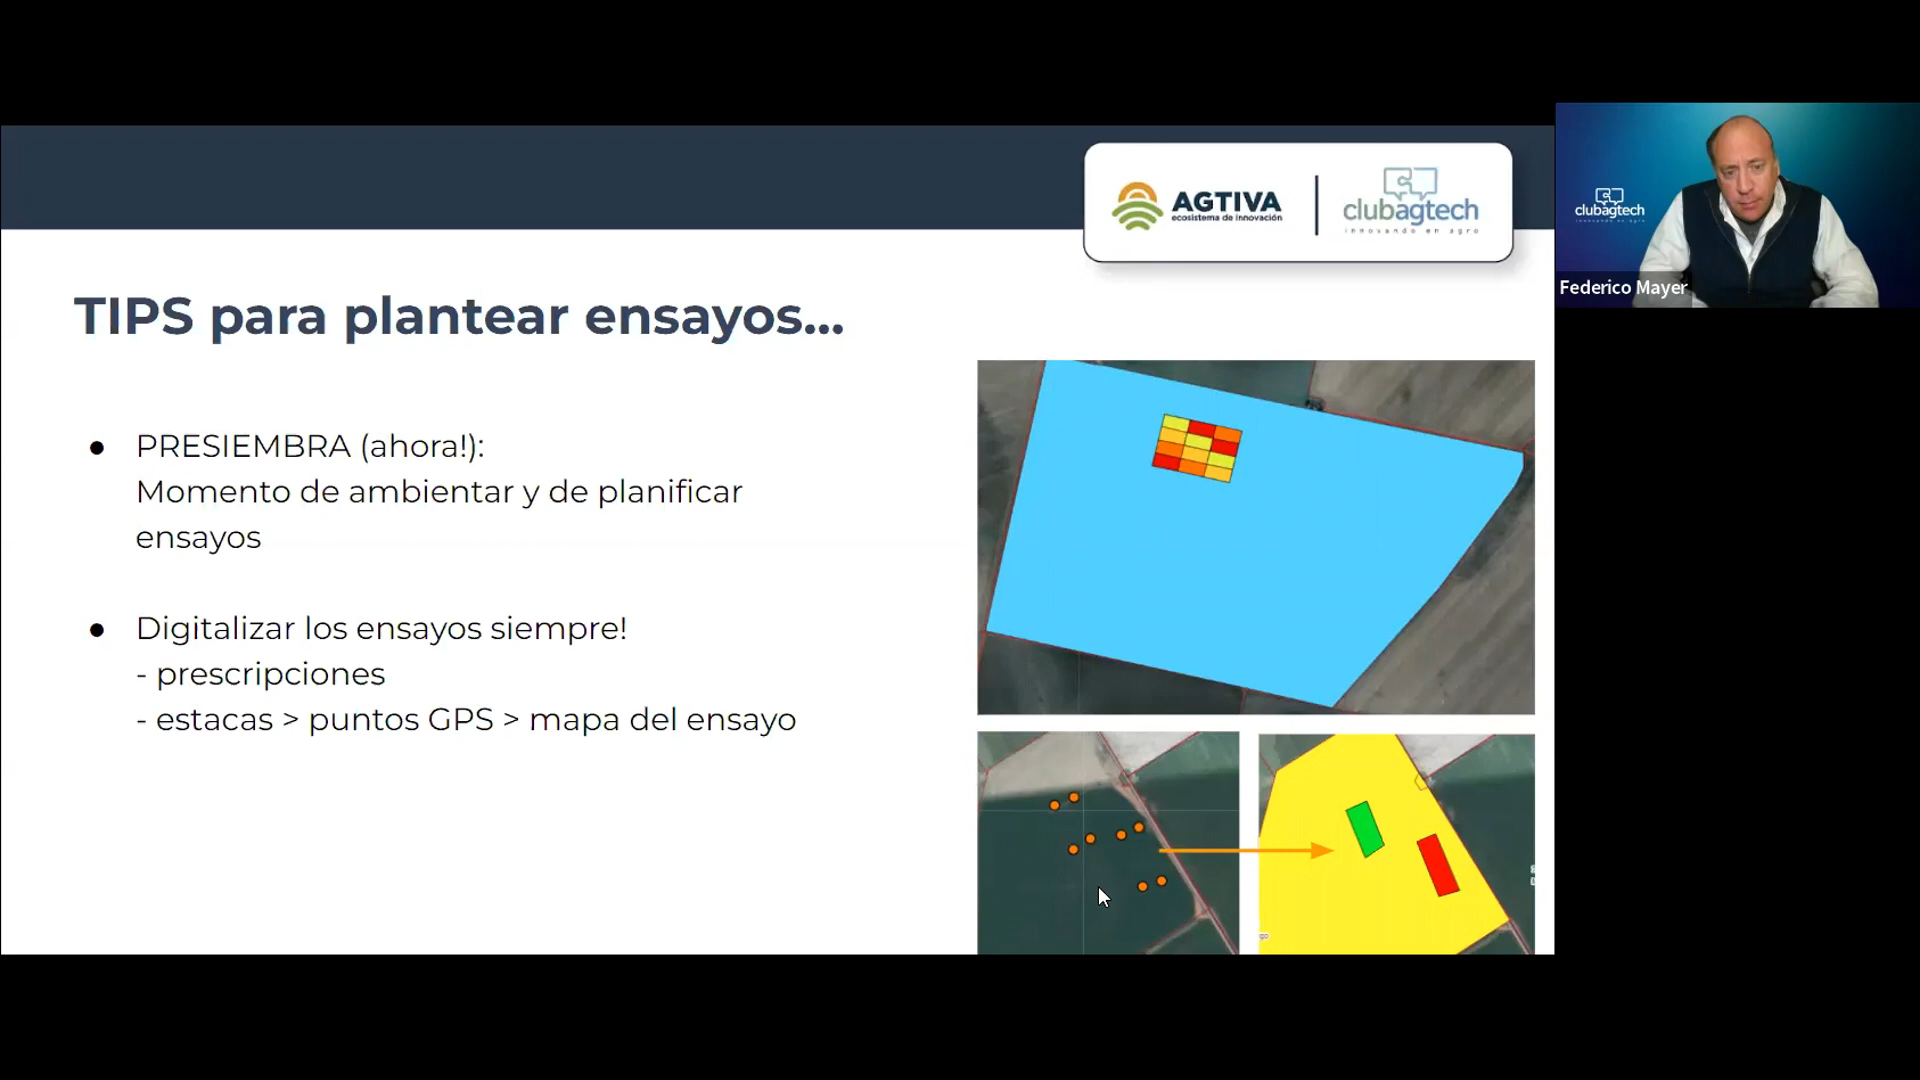 AGTIVA
ecosistema de innovación
clubagtech
innovando en agro
clubagtech
Federico Mayer
TIPS para plantear ensayos...
● PRESIEMBRA (ahora!):
Momento de ambientar y de planificar
ensayos
● Digitalizar los ensayos siempre!
- prescripciones
- estacas > puntos GPS > mapa del ensayo